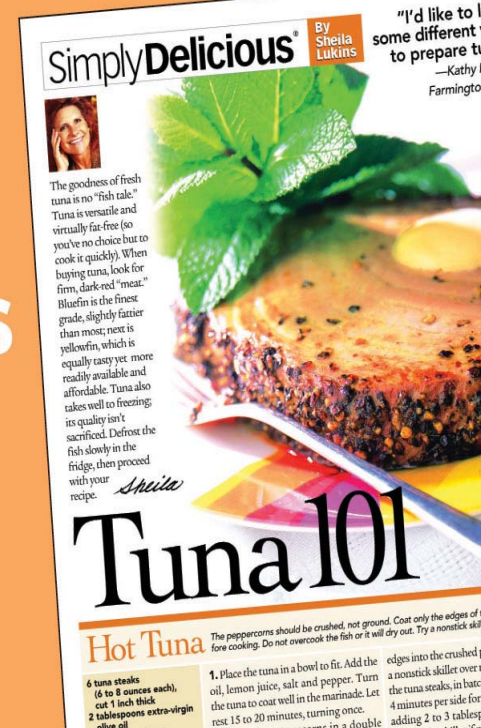 SimplyDelicious®
By
Sheila
Lukins
"I'd like to
some different
to prepare
—Kathy
The goodness of fresh
tuna is no "fish tale."
Tuna is versatile and
virtually fat-free (so
you've no choice but to
cook it quickly). When
buying tuna, look for
firm, dark-red "meat."
Bluefin is the finest
grade, slightly fattier
than most; next is
yellowfin, which is
equally tasty yet more
readily available and
affordable. Tuna also
takes well to freezing;
its quality isn't
sacrificed. Defrost the
fish slowly in the
fridge, then proceed
with your
recipe. Sheila
Tuna 101
Hot Tuna
The peppercorns should be crushed, not ground. Coat only the edges of
fore cooking. Do not overcook the fish or it will dry out. Try a nonstick
6 tuna steaks
(6 to 8 ounces each),
cut 1 inch thick
2 tablespoons extra-virgin
olive oil
1. Place the tuna in a bowl to fit. Add the
oil, lemon juice, salt and pepper. Turn
the tuna to coat well in the marinade. Let
rest 15 to 20 minutes, turning once.
in a double
edges into the crushed
a nonstick skillet over
the tuna steaks, in
4 minutes per side for
adding 2 to 3